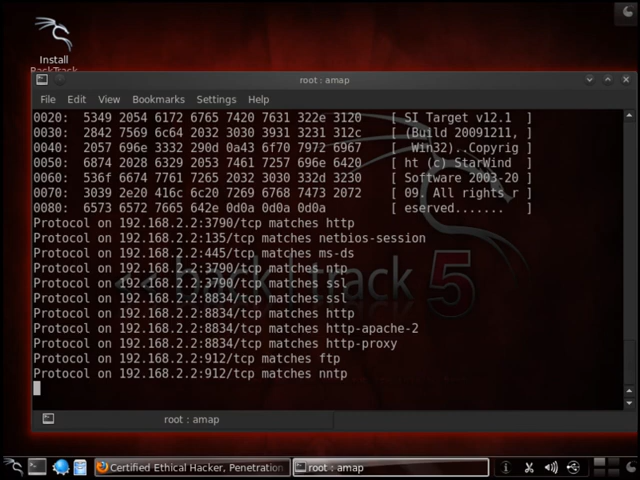 Install
BackTrack
root : amap
File Edit View Bookmarks Settings Help
0020: 5349 2054 6172 6765 7420 7631 322e 3120 [ SI Target v12.1 ]
0030: 2842 7569 6c64 2032 3030 3931 3231 312c [ (Build 20091211, ]
0040: 2057 696e 3332 290d 0a43 6f70 7972 6967 [ Win32)..Copyrig ]
0050: 6874 2028 6329 2053 7461 7257 696e 6420 [ ht (c) StarWind ]
0060: 536f 6674 7761 7265 2032 3030 332d 3230 [ Software 2003-20 ]
0070: 3039 2e20 416c 6c20 7269 6768 7473 2072 [ 09. All rights r ]
0080: 6573 6572 7665 642e 0d0a 0d0a 0d0a [ eserved....... ]
Protocol on 192.168.2.2:3790/tcp matches http
Protocol on 192.168.2.2:135/tcp matches netbios-session
Protocol on 192.168.2.2:445/tcp matches ms-ds
Protocol on 192.168.2.2:3790/tcp matches ntp
Protocol on 192.168.2.2:3790/tcp matches ssl
Protocol on 192.168.2.2:8834/tcp matches ssl
Protocol on 192.168.2.2:8834/tcp matches http
Protocol on 192.168.2.2:8834/tcp matches http-apache-2
Protocol on 192.168.2.2:8834/tcp matches http-proxy
Protocol on 192.168.2.2:912/tcp matches ftp
Protocol on 192.168.2.2:912/tcp matches nntp
<< back | track 5
root : amap
Certified Ethical Hacker, Penetration
root : amap